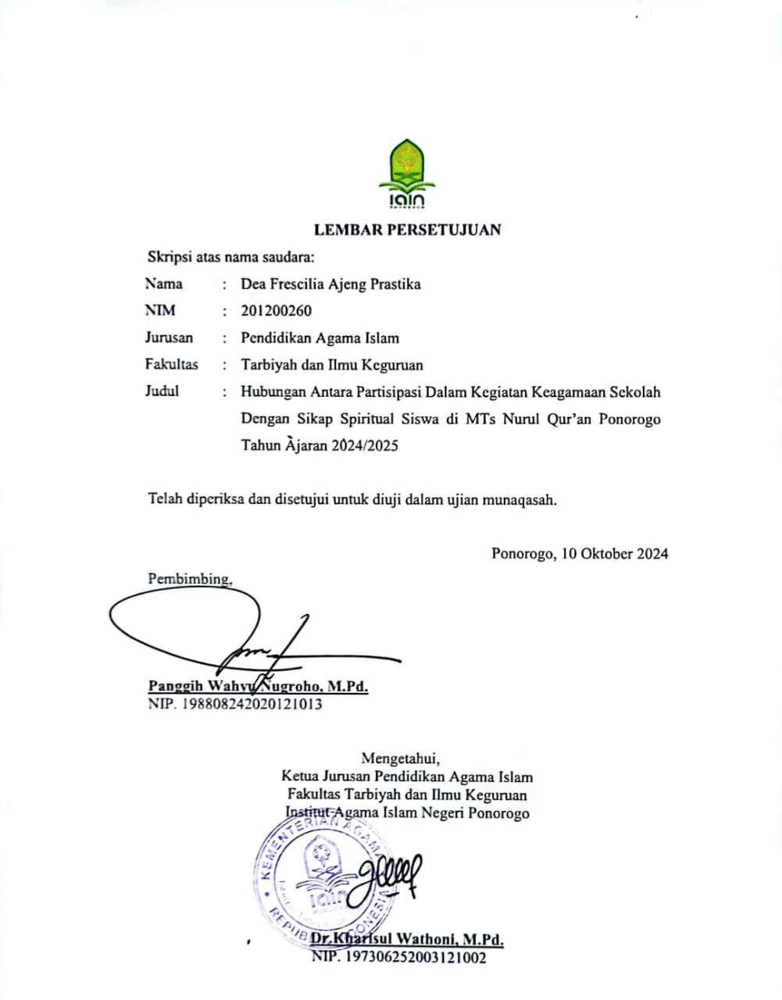 iain
PONOROGO
LEMBAR PERSETUJUAN
Skripsi atas nama saudara:
Nama : Dea Frescilia Ajeng Prastika
NIM : 201200260
Jurusan : Pendidikan Agama Islam
Fakultas : Tarbiyah dan Ilmu Keguruan
Judul : Hubungan Antara Partisipasi Dalam Kegiatan Keagamaan Sekolah
Dengan Sikap Spiritual Siswa di MTs Nurul Qur’an Ponorogo
Tahun Ajaran 2024/2025
Telah diperiksa dan disetujui untuk diuji dalam ujian munaqasah.
Ponorogo, 10 Oktober 2024
Pembimbing,
Panggih Wahyu Nugroho, M.Pd.
NIP. 198808242020121013
Mengetahui,
Ketua Jurusan Pendidikan Agama Islam
Fakultas Tarbiyah dan Ilmu Keguruan
Institut Agama Islam Negeri Ponorogo
KEMENTERIAN AGAMA
REPUBLIK INDONESIA
iain
Dr. Kharisul Wathoni, M.Pd.
NIP. 197306252003121002